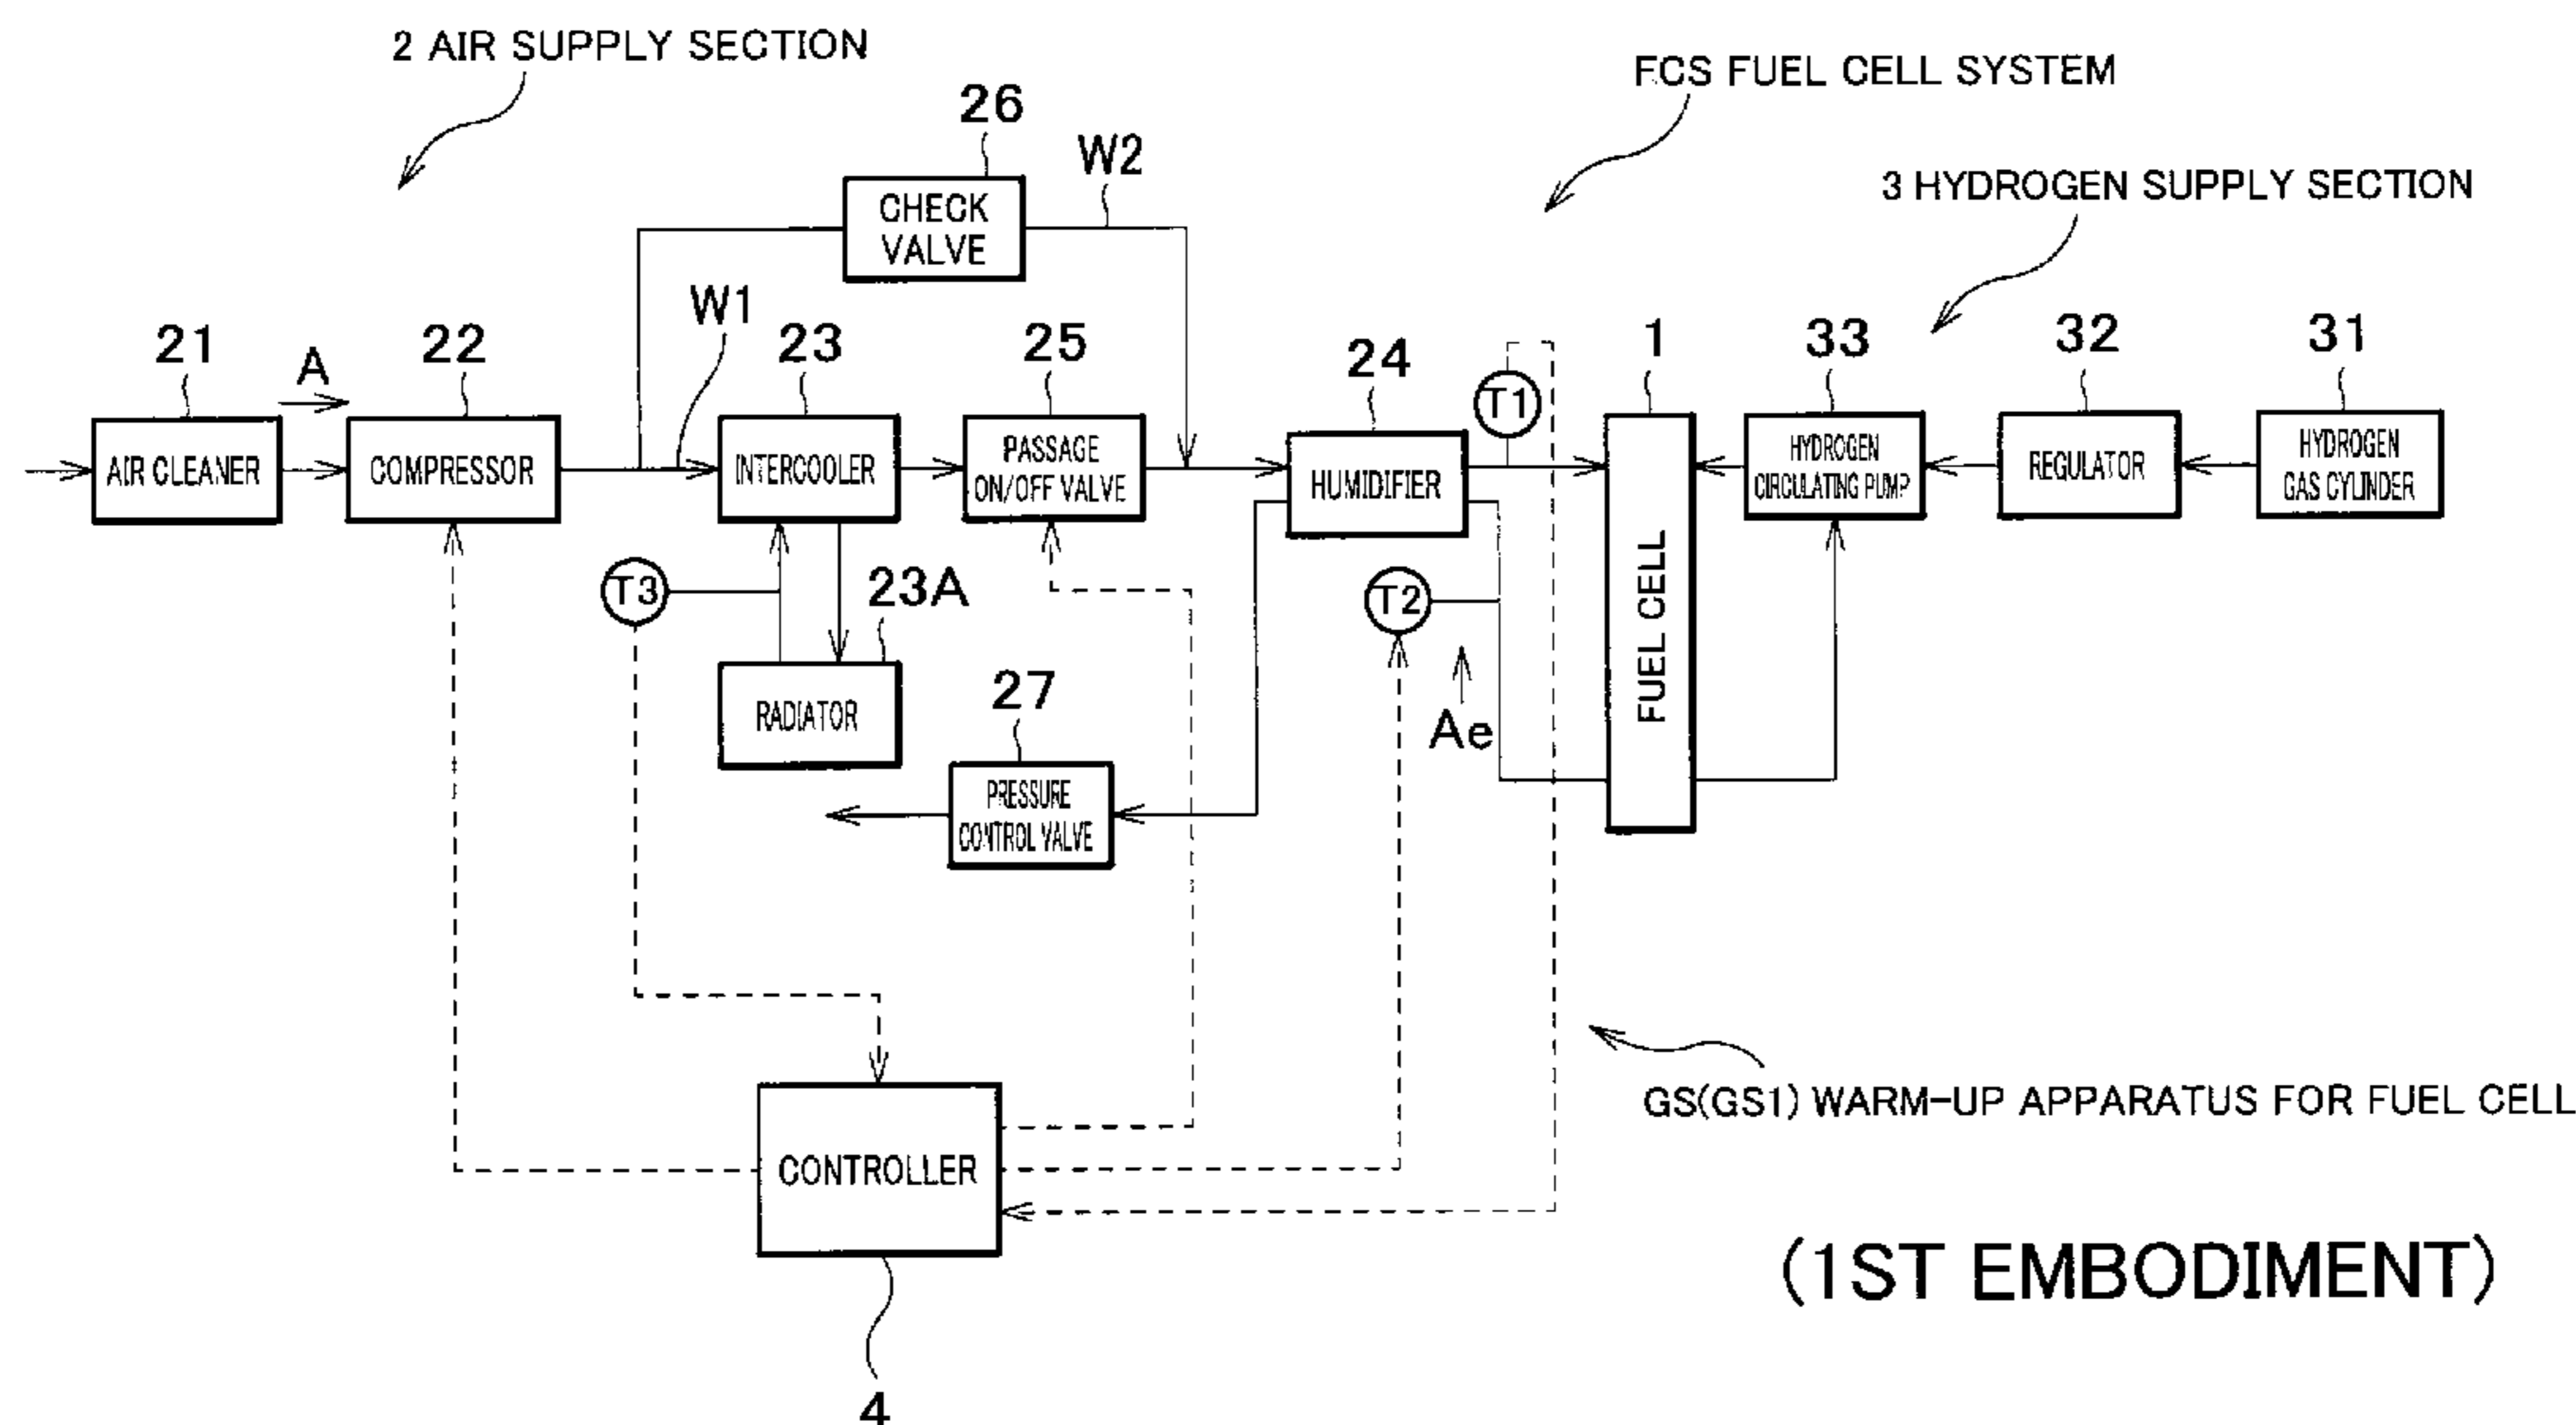 2 AIR SUPPLY SECTION
FCS FUEL CELL SYSTEM
26
W2
3 HYDROGEN SUPPLY SECTION
CHECK
VALVE
W1
21
A
22
23
25
24
T1
1
33
32
31
AIR CLEANER
COMPRESSOR
INTERCOOLER
PASSAGE
ON/OFF VALVE
HUMIDIFIER
HYDROGEN
CIRCULATING PUMP
REGULATOR
HYDROGEN
GAS CYLINDER
T3
23A
T2
FUEL CELL
RADIATOR
27
Ae
PRESSURE
CONTROL VALVE
GS(GS1) WARM-UP APPARATUS FOR FUEL CELL
CONTROLLER
(1ST EMBODIMENT)
4